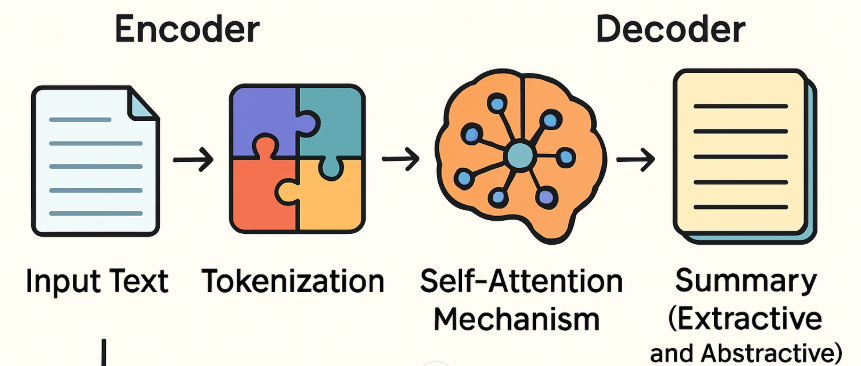 Encoder
Decoder
Input Text
Tokenization
Self-Attention
Mechanism
Summary
(Extractive
and Abstractive)